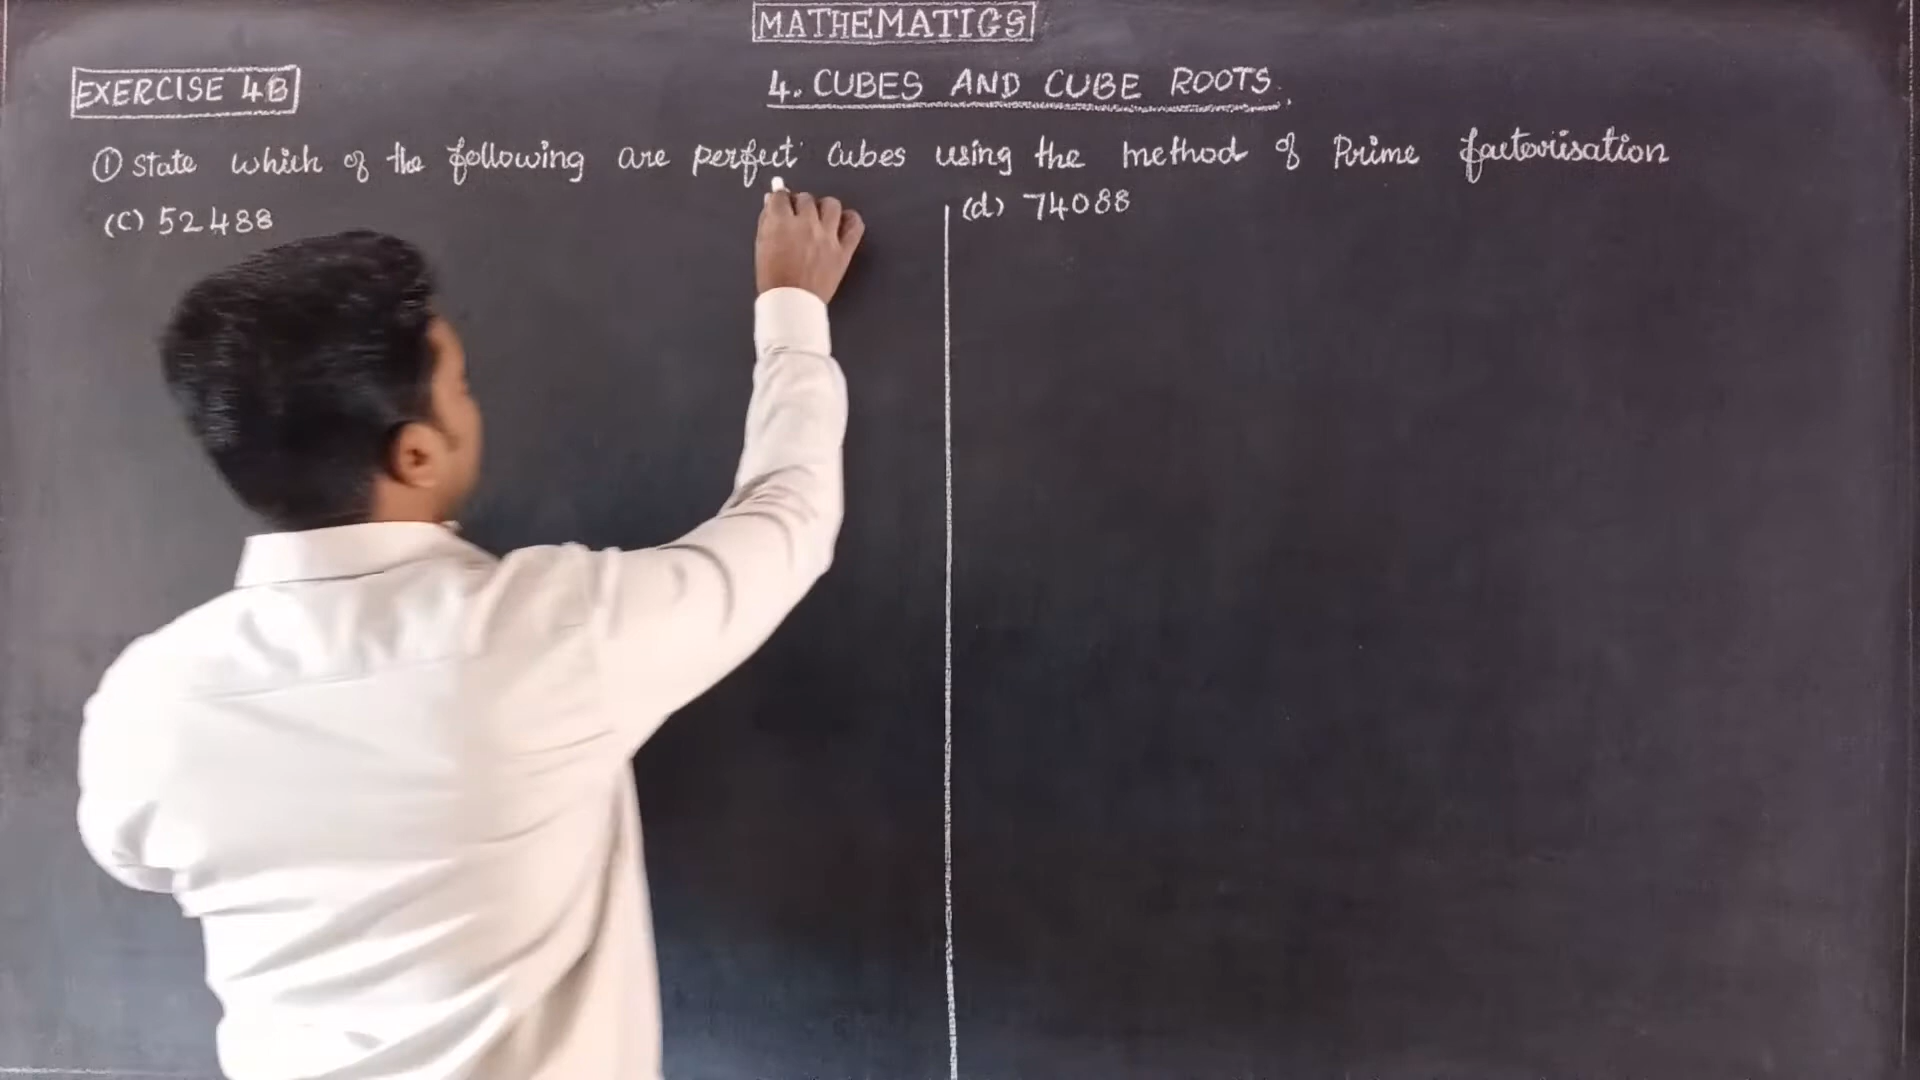 MATHEMATICS
EXERCISE 4B
4. CUBES AND CUBE ROOTS.
① State which of the following are perfect cubes using the method of Prime factorisation
(C) 52488
(d) 74088